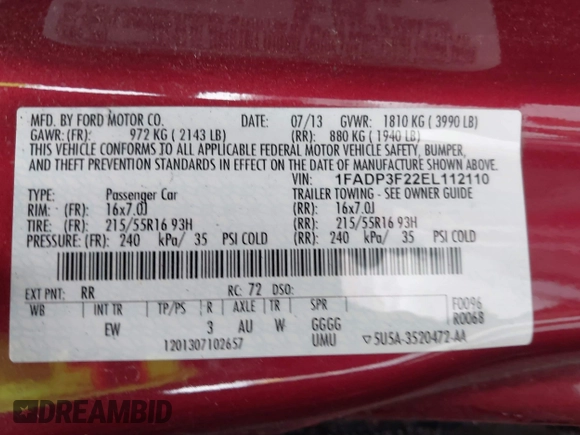 MFD. BY FORD MOTOR CO. DATE: 07/13 GVWR: 1810 KG ( 3990 LB)
GAWR: (FR): 972 KG ( 2143 LB) (RR): 880 KG ( 1940 LB)
THIS VEHICLE CONFORMS TO ALL APPLICABLE FEDERAL MOTOR VEHICLE SAFETY, BUMPER,
AND THEFT PREVENTION STANDARDS IN EFFECT ON THE DATE OF MANUFACTURE SHOWN ABOVE.
VIN: 1FADP3F22EL112110
TYPE: Passenger Car TRAILER TOWING - SEE OWNER GUIDE
RIM: (FR): 16x7.0J (RR): 16x7.0J
TIRE: (FR): 215/55R16 93H (RR): 215/55R16 93H
PRESSURE: (FR): 240 kPa/ 35 PSI COLD (RR): 240 kPa/ 35 PSI COLD
EXT PNT: RR RC: 72 DSO:
WB INT TR TP/PS R AXLE TR SPR F0096
EW 3 AU W GGGG R0068
1201307102657 UMU ▽5U5A-3520472-AA
DREAMBID